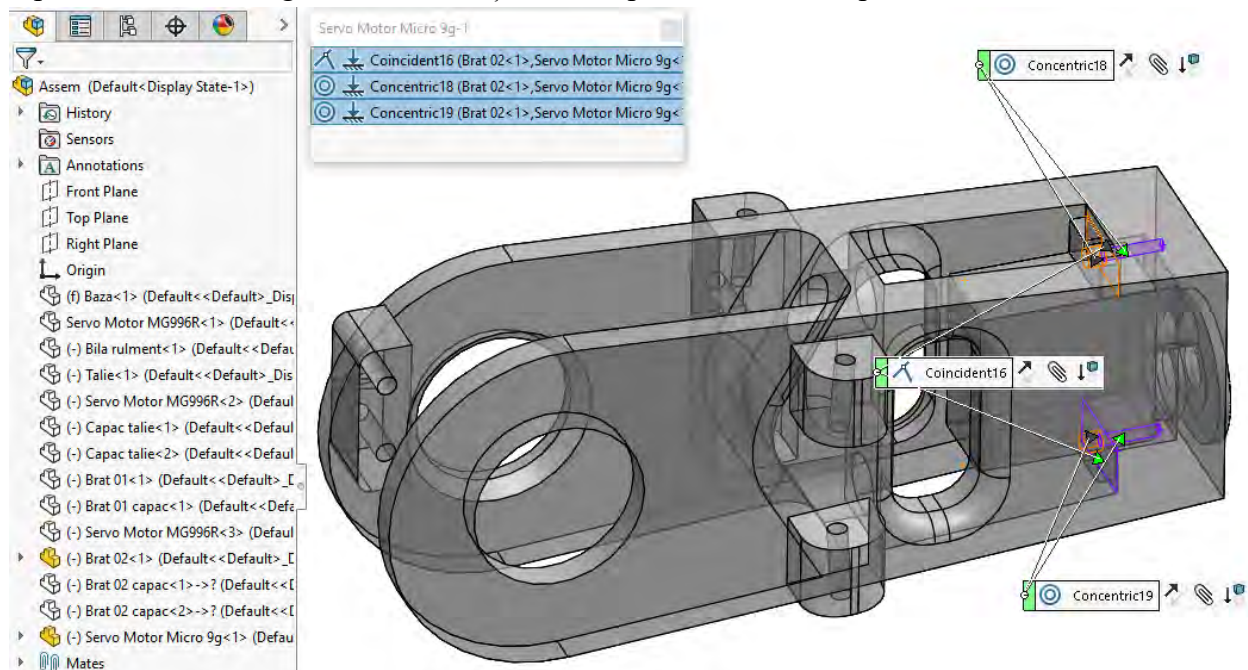 Servo Motor Micro 9g-1
Coincident16 (Brat 02<1>,Servo Motor Micro 9g<
Concentric18 (Brat 02<1>,Servo Motor Micro 9g<
Concentric19 (Brat 02<1>,Servo Motor Micro 9g<
Assem (Default<Display State-1>)
History
Sensors
Annotations
Front Plane
Top Plane
Right Plane
Origin
(f) Baza<1> (Default<<Default>_Disp
Servo Motor MG996R<1> (Default<<
(-) Bila rulment<1> (Default<<Defau
(-) Talie<1> (Default<<Default>_Dis
(-) Servo Motor MG996R<2> (Defaul
(-) Capac talie<1> (Default<<Defaul
(-) Capac talie<2> (Default<<Defaul
(-) Brat 01<1> (Default<<Default>_D
(-) Brat 01 capac<1> (Default<<Defa
(-) Servo Motor MG996R<3> (Defaul
(-) Brat 02<1> (Default<<Default>_D
(-) Brat 02 capac<1>->? (Default<<D
(-) Brat 02 capac<2>->? (Default<<D
(-) Servo Motor Micro 9g<1> (Defau
Mates
Concentric18
Coincident16
Concentric19